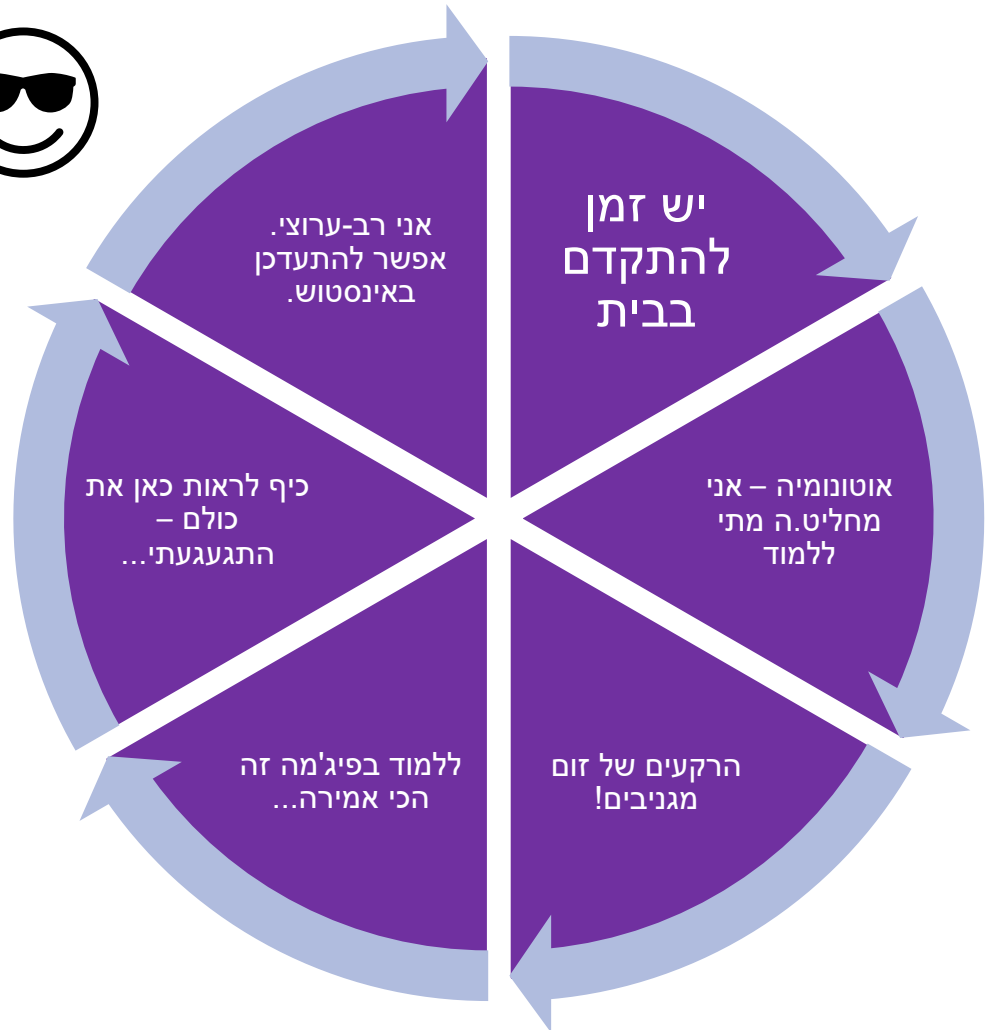 יש זמן
להתקדם
בבית
אוטונומיה – אני
מחליט.ה מתי
ללמוד
הרקעים של זום
מגניבים!
ללמוד בפיג'מה זה
הכי אמירה...
כיף לראות כאן את
כולם –
התגעגעתי...
אני רב-ערוצי.
אפשר להתעדכן
באינסטוש.